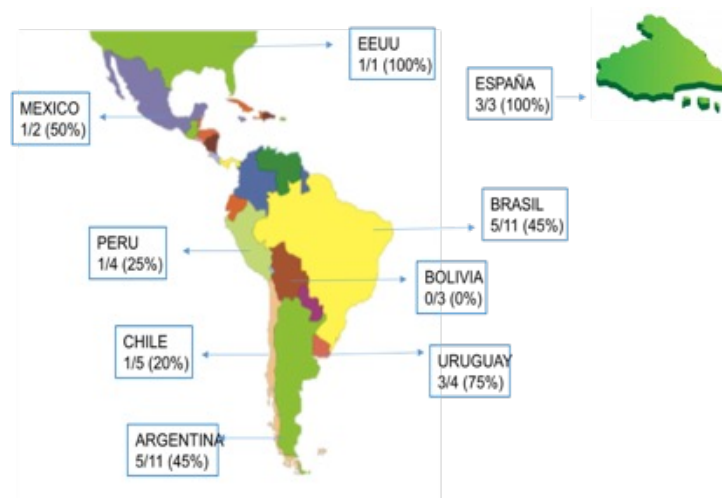 EEUU
1/1 (100%)
ESPAÑA
3/3 (100%)
MEXICO
1/2 (50%)
BRASIL
5/11 (45%)
PERU
1/4 (25%)
BOLIVIA
0/3 (0%)
CHILE
1/5 (20%)
URUGUAY
3/4 (75%)
ARGENTINA
5/11 (45%)